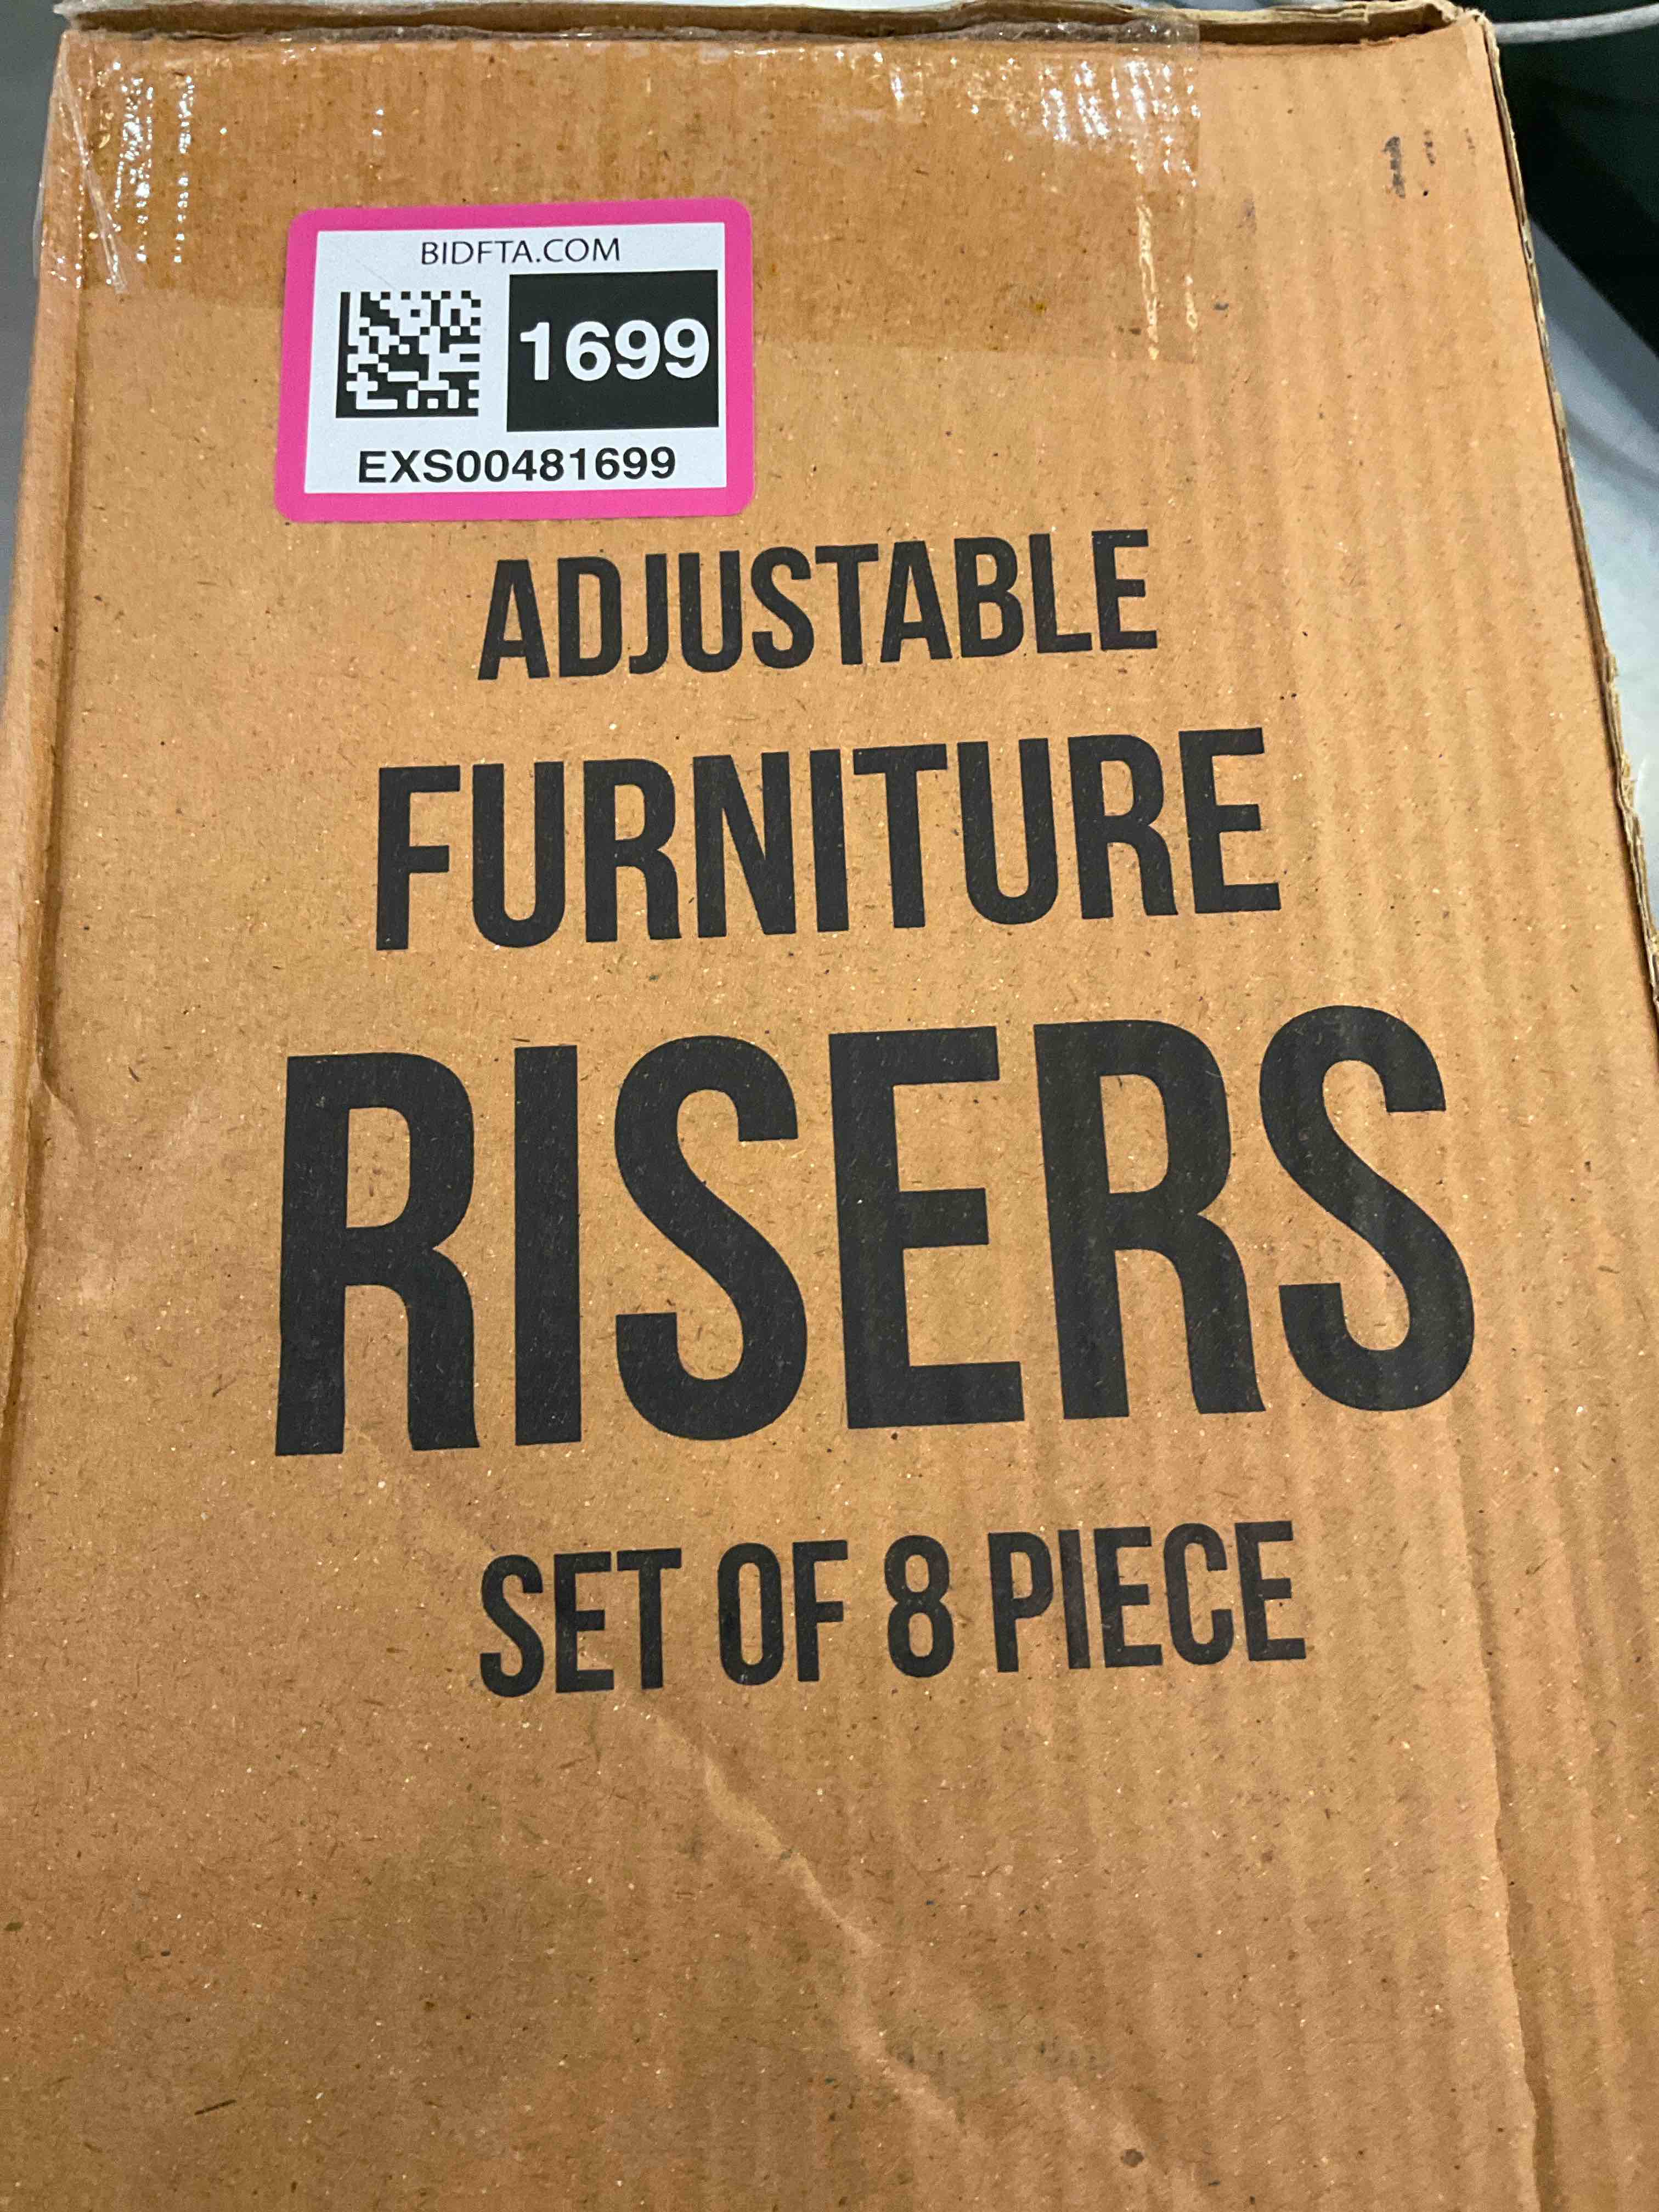 BIDFTA.COM
1699
EXS00481699
ADJUSTABLE
FURNITURE
RISERS
SET OF 8 PIECE